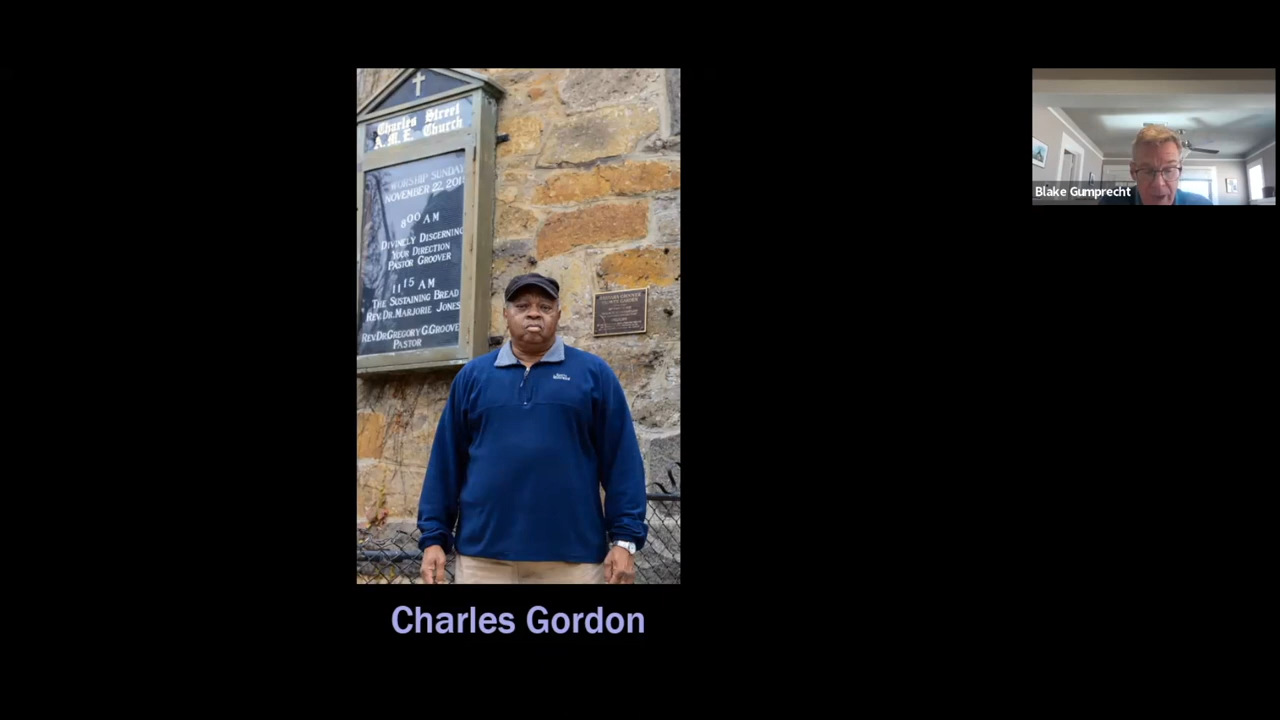 Charles Street
A.M.E. Church
WORSHIP SUNDAY
NOVEMBER 22, 201
8:00 AM
DIVINELY DISCERNING
YOUR DIRECTION
PASTOR GROOVER
11:15 AM
THE SUSTAINING BREAD
REV. DR. MARJORIE JONES
REV. DR. GREGORY G. GROOVE
PASTOR
Blake Gumprecht
Charles Gordon